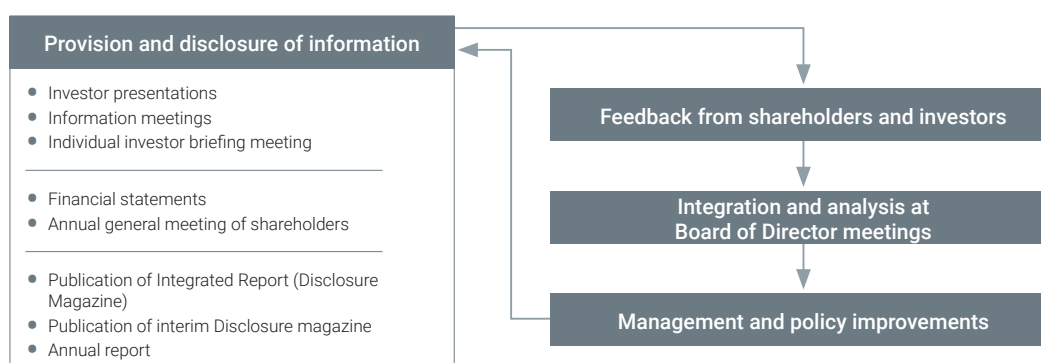 Provision and disclosure of information
Investor presentations
Information meetings
Individual investor briefing meeting
Financial statements
Annual general meeting of shareholders
Publication of Integrated Report (Disclosure
Magazine)
Publication of interim Disclosure magazine
Annual report
Feedback from shareholders and investors
Integration and analysis at
Board of Director meetings
Management and policy improvements